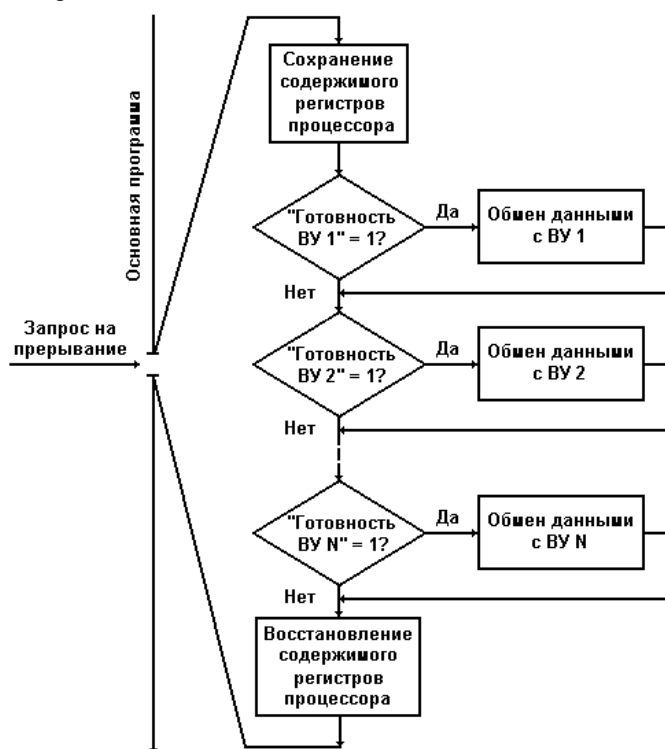 Основная программа
Запрос на
прерывание
Сохранение
содержимого
регистров
процессора
"Готовность
ВУ 1" = 1?
Да
Обмен данными
с ВУ 1
Нет
"Готовность
ВУ 2" = 1?
Да
Обмен данными
с ВУ 2
Нет
"Готовность
ВУ N" = 1?
Да
Обмен данными
с ВУ N
Нет
Восстановление
содержимого
регистров
процессора